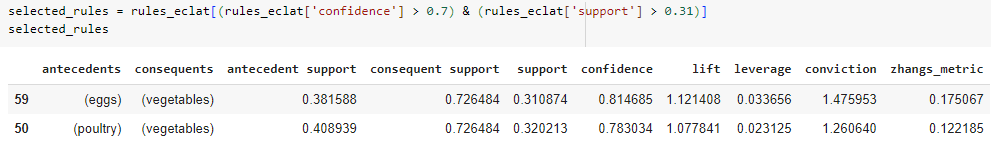 selected_rules = rules_eclat[(rules_eclat['confidence'] > 0.7) & (rules_eclat['support'] > 0.31)]
selected_rules
antecedents consequents antecedent support consequent support support confidence lift leverage conviction zhangs_metric
59 (eggs) (vegetables) 0.381588 0.726484 0.310874 0.814685 1.121408 0.033656 1.475953 0.175067
50 (poultry) (vegetables) 0.408939 0.726484 0.320213 0.783034 1.077841 0.023125 1.260640 0.122185